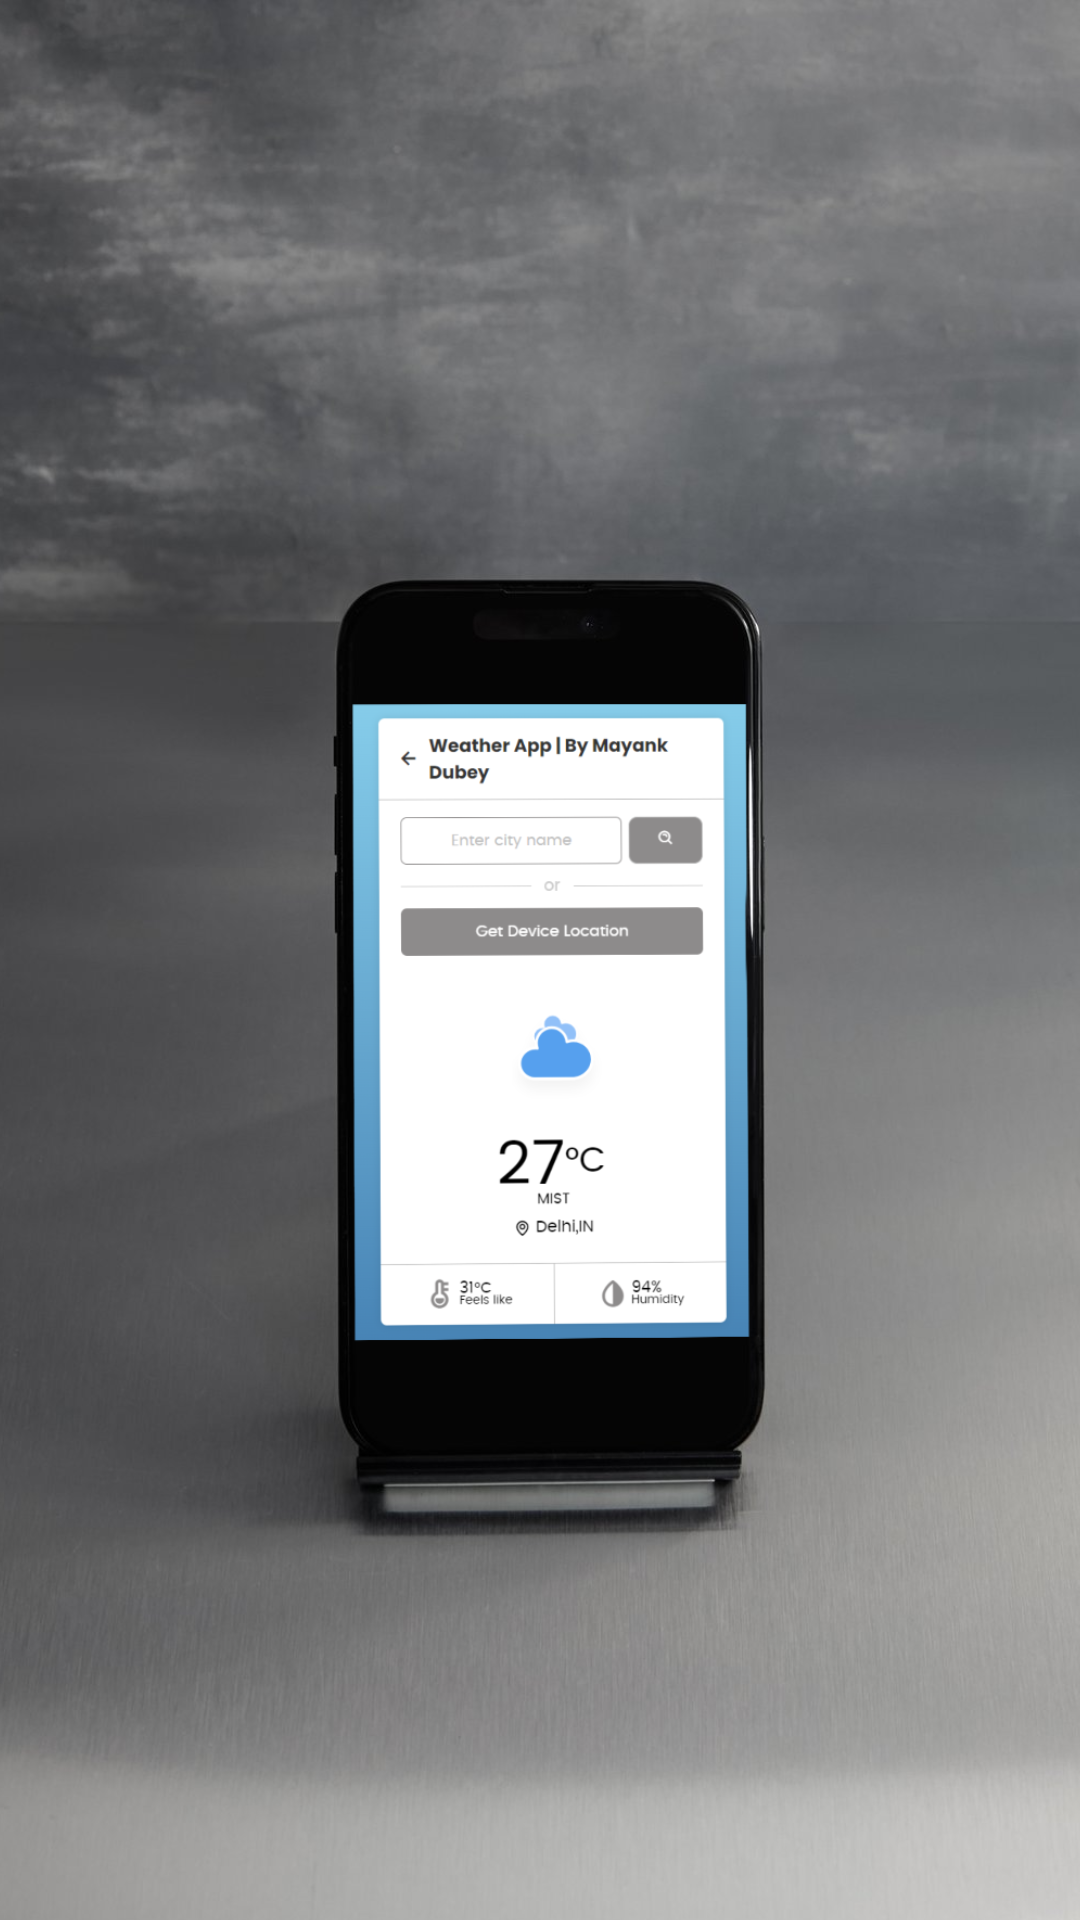 Weather App | By Mayank
Dubey
Enter city name
or
Get Device Location
27°C
MIST
Delhi,IN
31°C
Feels like
94%
Humidity